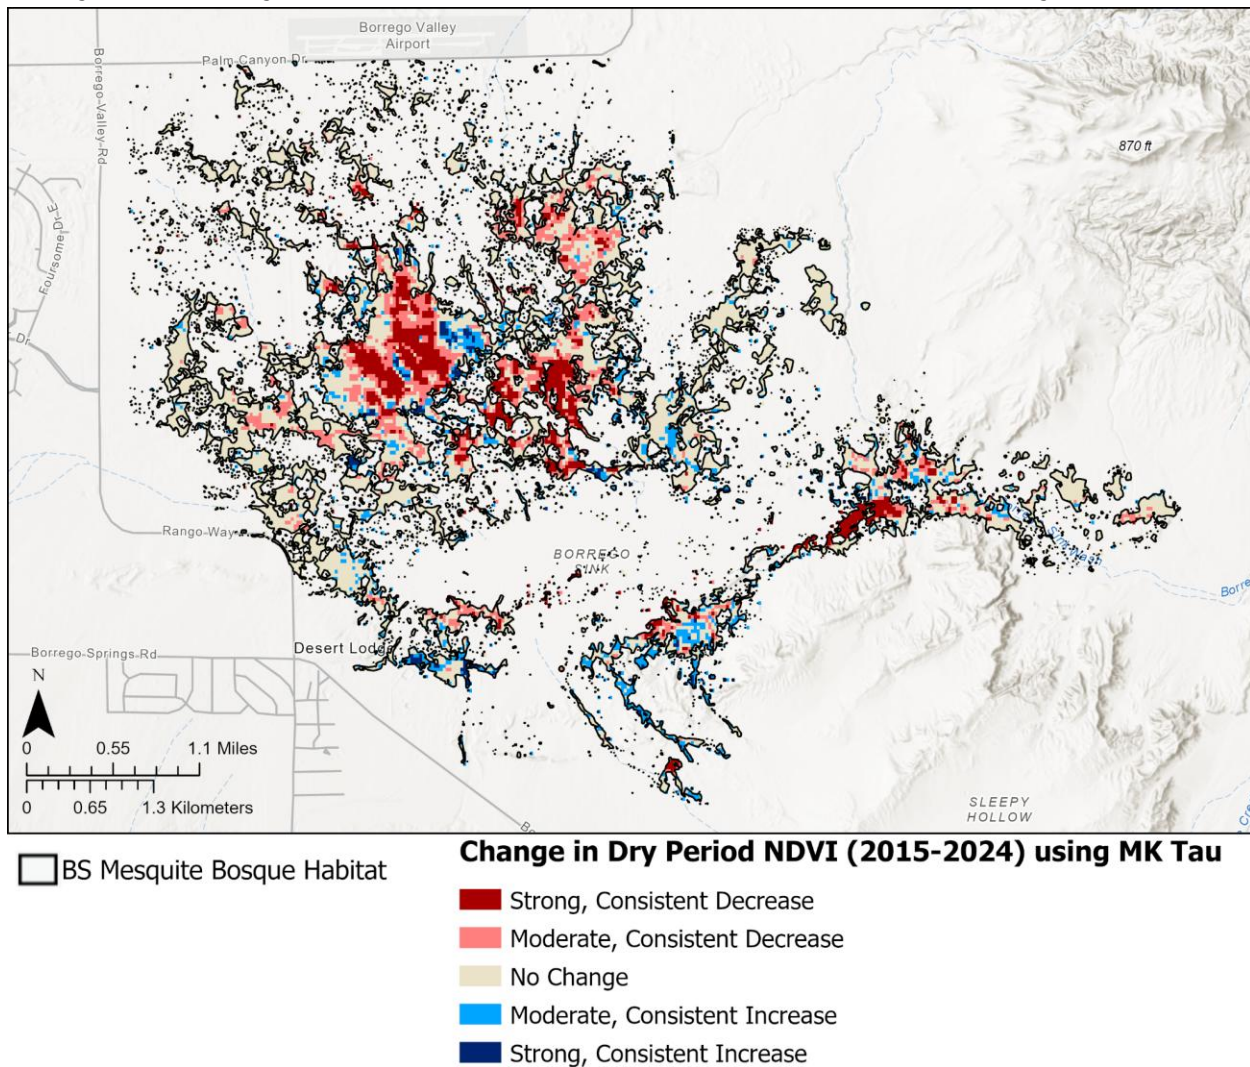 Borrego Valley
Airport
Palm Canyon Dr
Borrego-Valley-Rd
870 ft
Foursome Dr E
Dr
Rango Way
BORREGO
SINK
Borre
Desert Lodg
Borrego Springs Rd
N
0 0.55 1.1 Miles
0 0.65 1.3 Kilometers
SLEEPY
HOLLOW
BS Mesquite Bosque Habitat
Change in Dry Period NDVI (2015-2024) using MK Tau
Strong, Consistent Decrease
Moderate, Consistent Decrease
No Change
Moderate, Consistent Increase
Strong, Consistent Increase